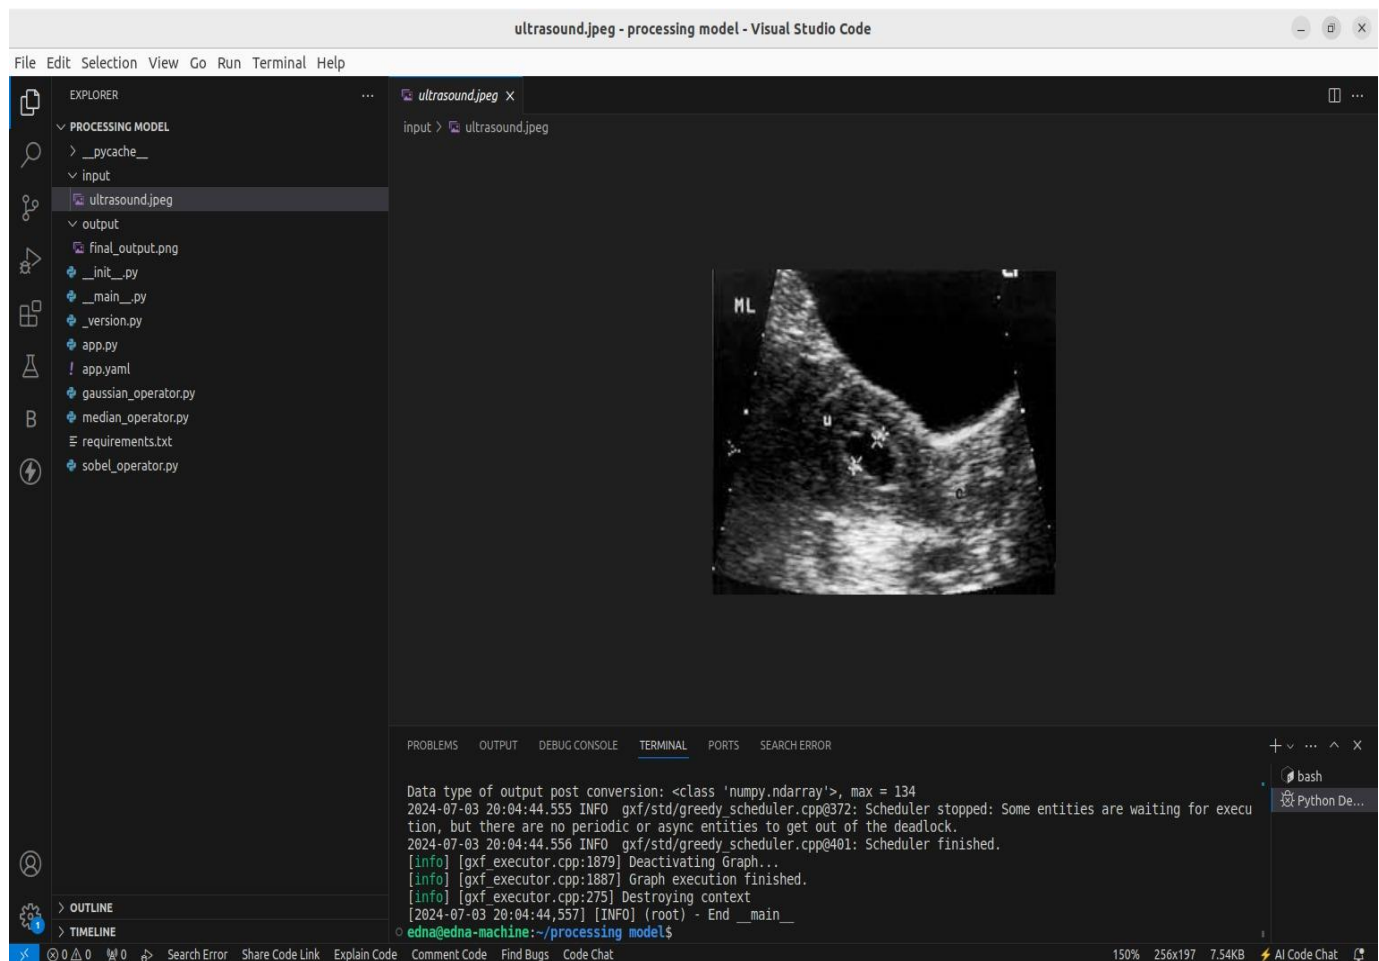 ultrasound.jpeg - processing model - Visual Studio Code
File Edit Selection View Go Run Terminal Help
EXPLORER
ultrasound.jpeg
PROCESSING MODEL
input > ultrasound.jpeg
__pycache__
input
ultrasound.jpeg
output
final_output.png
__init__.py
__main__.py
_version.py
app.py
! app.yaml
gaussian_operator.py
median_operator.py
requirements.txt
sobel_operator.py
ML
u
PROBLEMS OUTPUT DEBUG CONSOLE TERMINAL PORTS SEARCH ERROR
bash
Python De...
Data type of output post conversion: <class 'numpy.ndarray'>, max = 134
2024-07-03 20:04:44.555 INFO gxf/std/greedy_scheduler.cpp@372: Scheduler stopped: Some entities are waiting for execu
tion, but there are no periodic or async entities to get out of the deadlock.
2024-07-03 20:04:44.556 INFO gxf/std/greedy_scheduler.cpp@401: Scheduler finished.
[info] [gxf_executor.cpp:1879] Deactivating Graph...
[info] [gxf_executor.cpp:1887] Graph execution finished.
[info] [gxf_executor.cpp:275] Destroying context
[2024-07-03 20:04:44,557] [INFO] (root) - End __main__
edna@edna-machine:~/processing model$
OUTLINE
TIMELINE
1
0 0 0 Search Error Share Code Link Explain Code Comment Code Find Bugs Code Chat 150% 256x197 7.54KB AI Code Chat